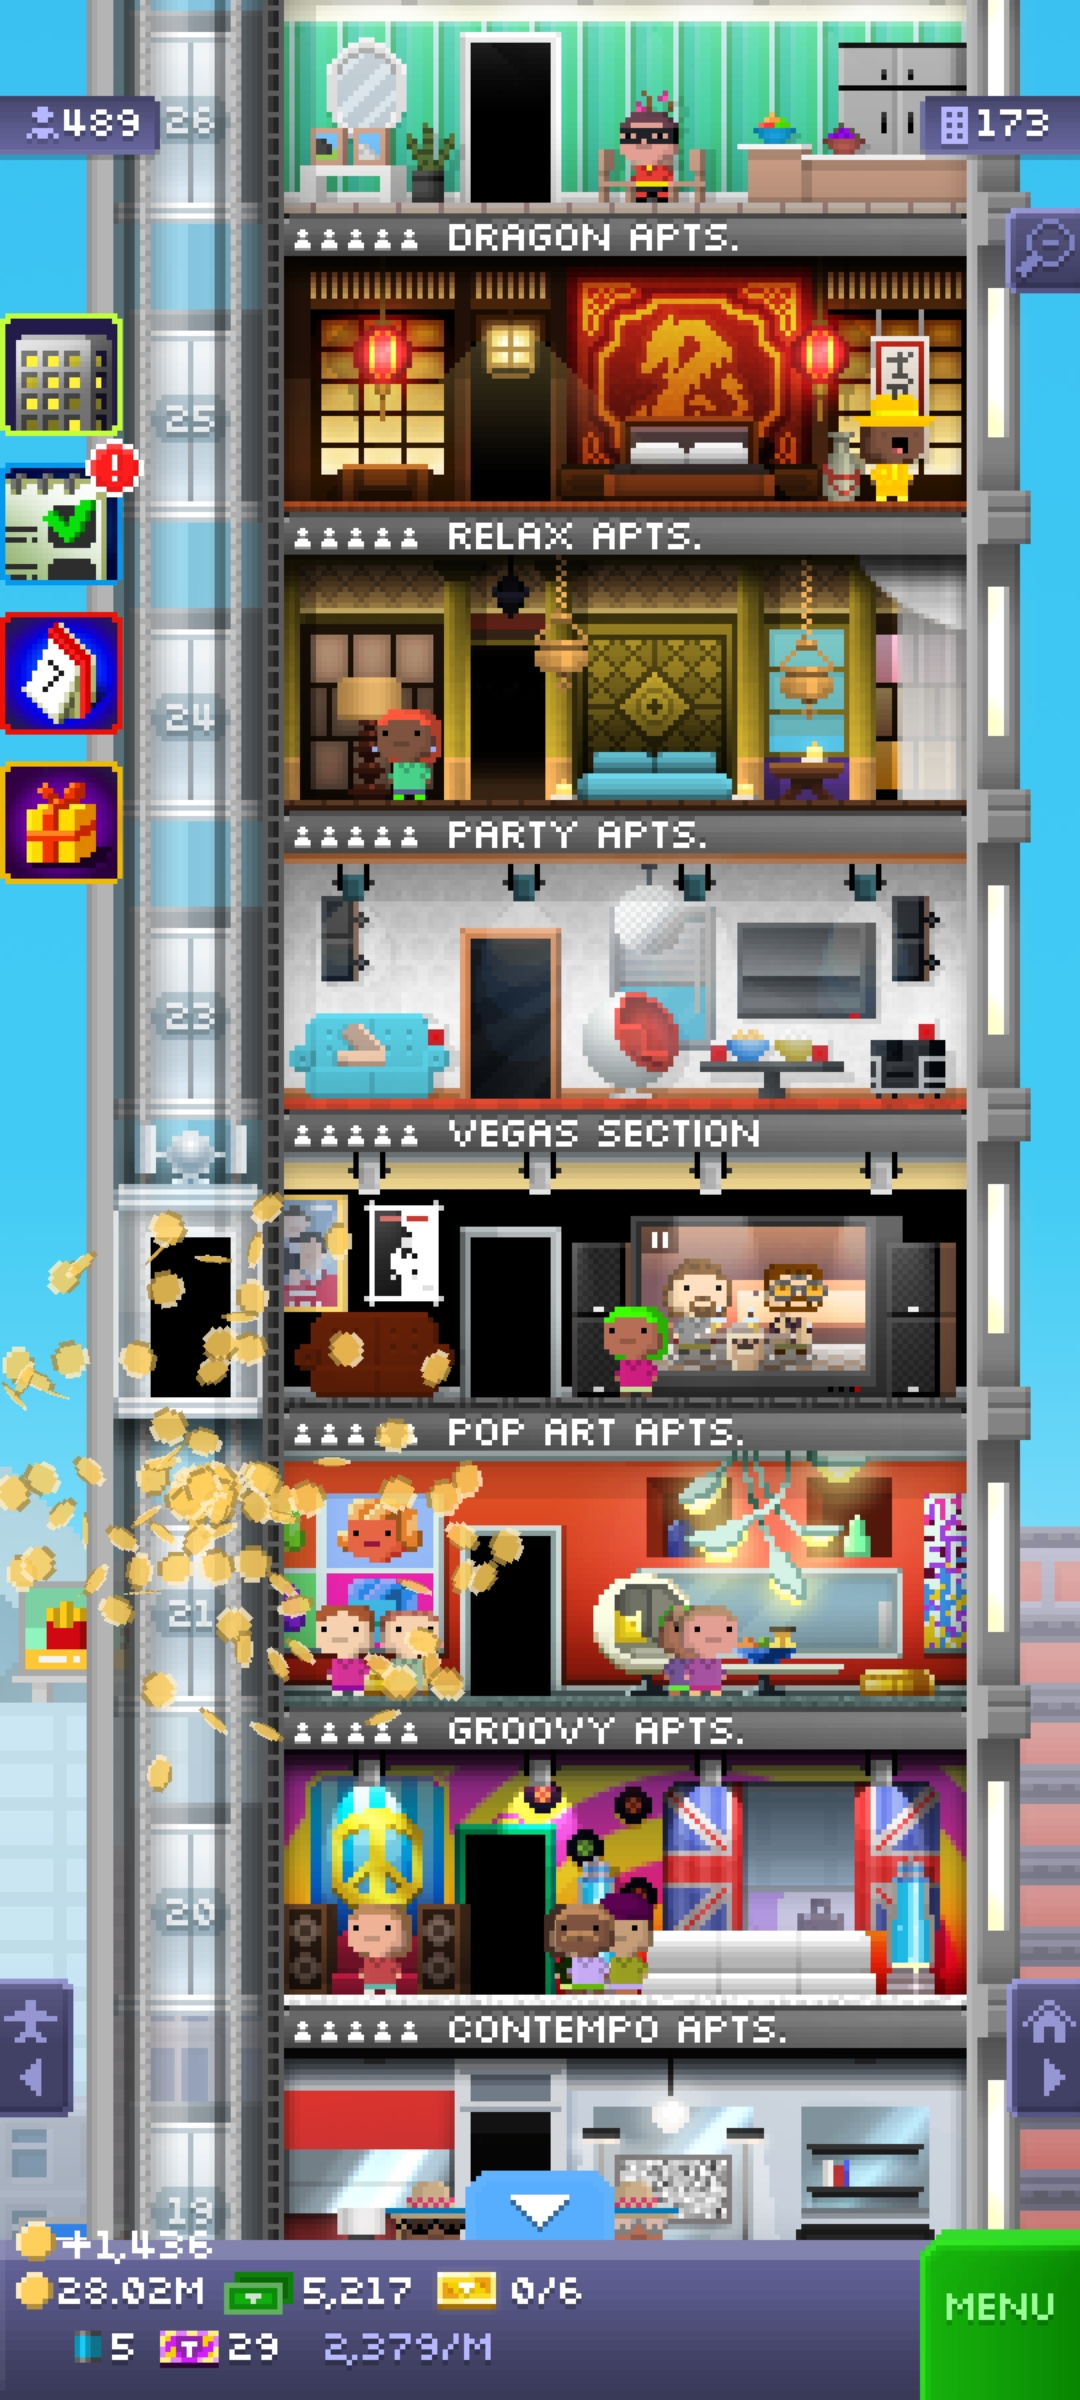 489
26
173
DRAGON APTS.
25
RELAX APTS.
24
PARTY APTS.
23
VEGAS SECTION
POP ART APTS.
21
GROOVY APTS.
20
CONTEMPO APTS.
19
+1,436
28.02M 5,217 0/6
MENU
5 T 29 2,379/M